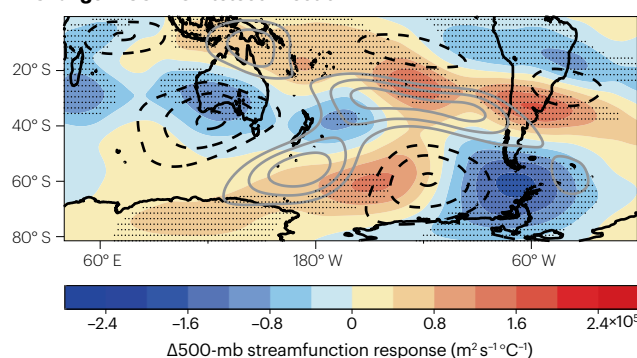 20° S
40° S
60° S
80° S
60° E 180° W 60° W
−2.4 −1.6 −0.8 0 0.8 1.6 2.4×10⁵
Δ500-mb streamfunction response (m² s⁻¹ °C⁻¹)